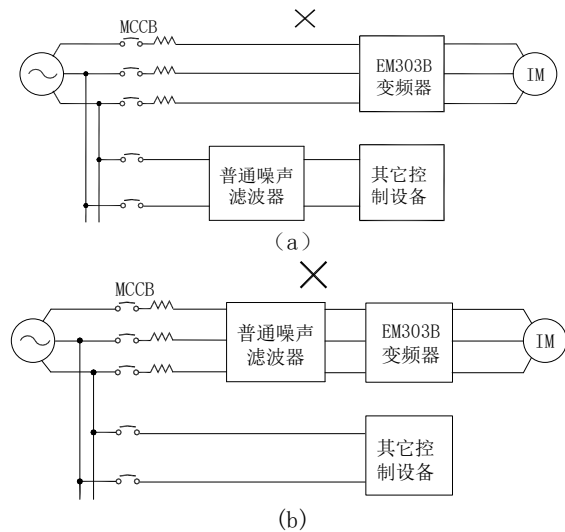 MCCB
EM303B
变频器
IM
普通噪声
滤波器
其它控
制设备
（a）
MCCB
普通噪声
滤波器
EM303B
变频器
IM
其它控
制设备
(b)